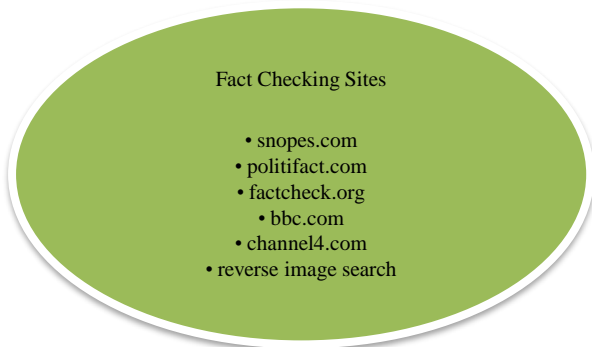 Fact Checking Sites
• snopes.com
• politifact.com
• factcheck.org
• bbc.com
• channel4.com
• reverse image search